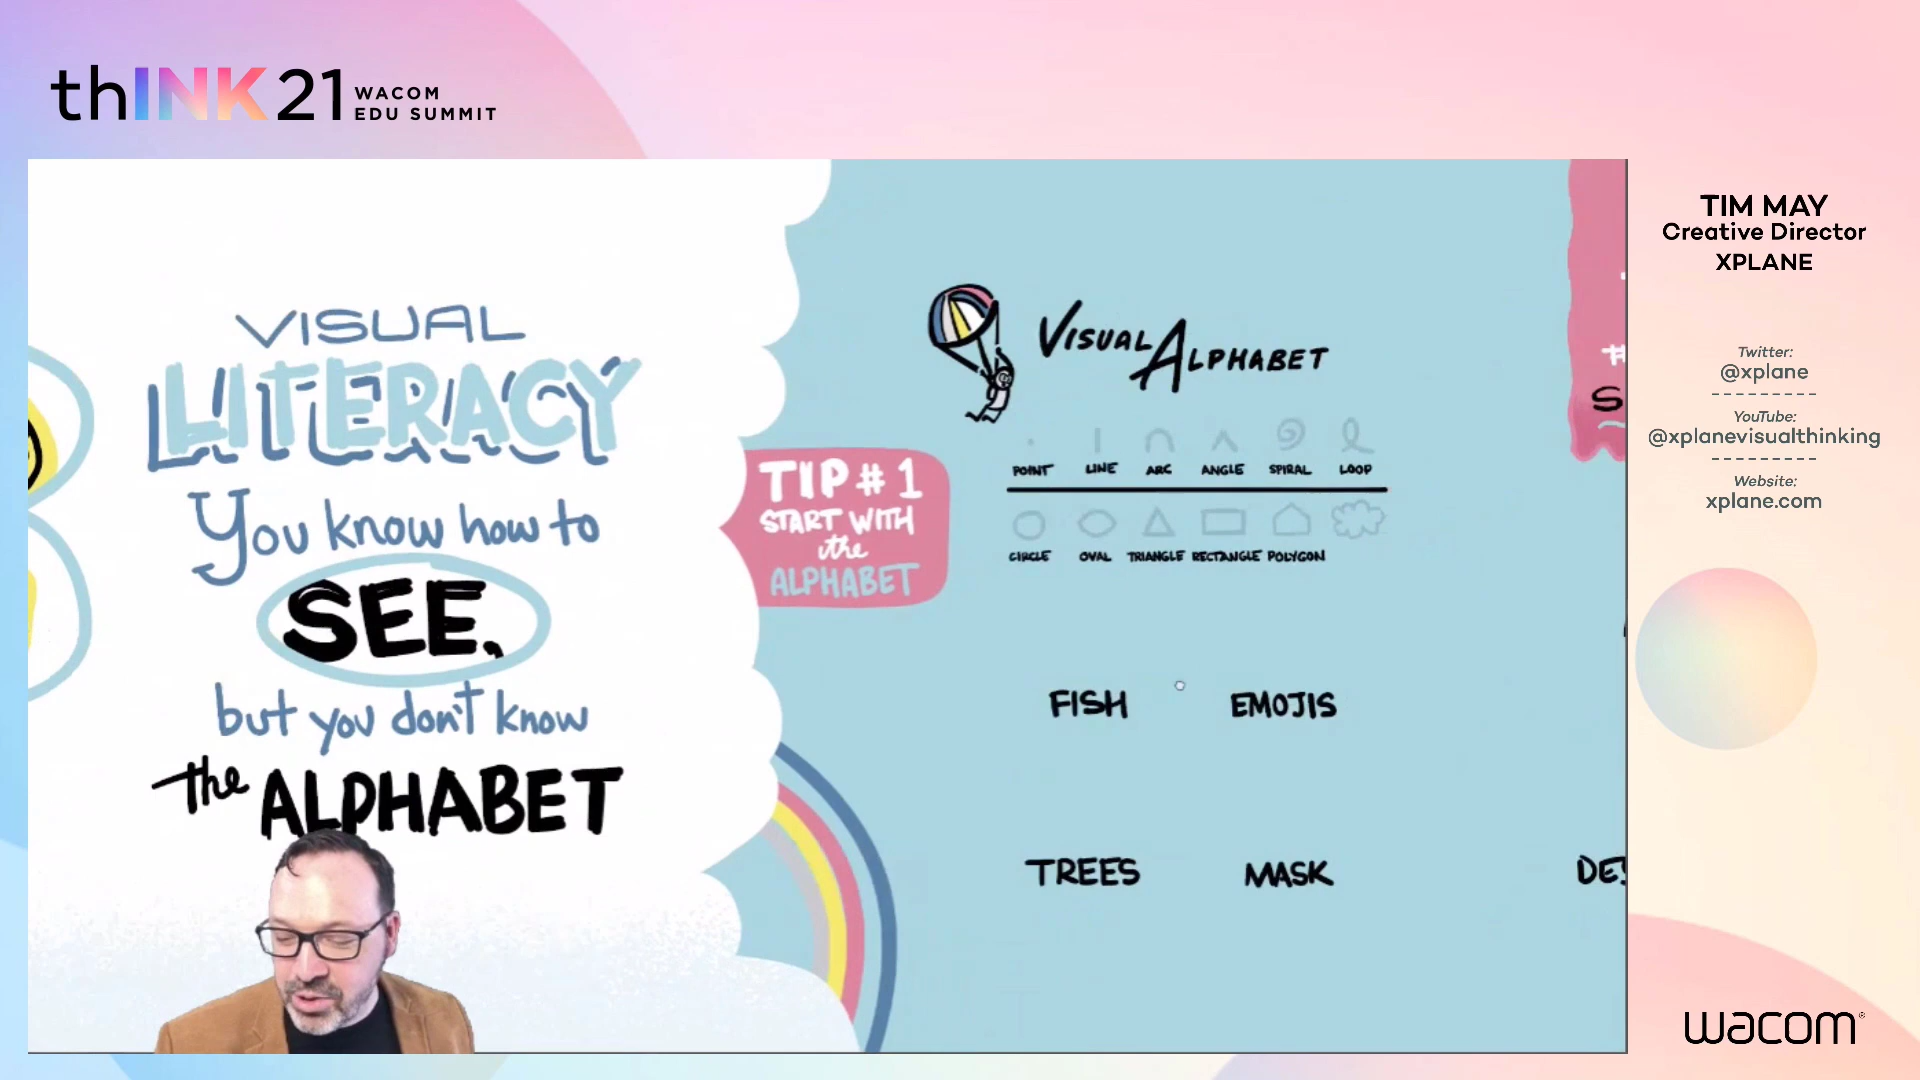 thINK21 WACOM
EDU SUMMIT
VISUAL
LITERACY
You know how to
SEE,
but you don't know
the ALPHABET
TIP #1
START WITH
the
ALPHABET
VISUAL ALPHABET
POINT LINE ARC ANGLE SPIRAL LOOP
CIRCLE OVAL TRIANGLE RECTANGLE POLYGON
FISH EMOJIS
TREES MASK
#
S
TIM MAY
Creative Director
XPLANE
Twitter:
@xplane
YouTube:
@xplanevisualthinking
Website:
xplane.com
wacom®